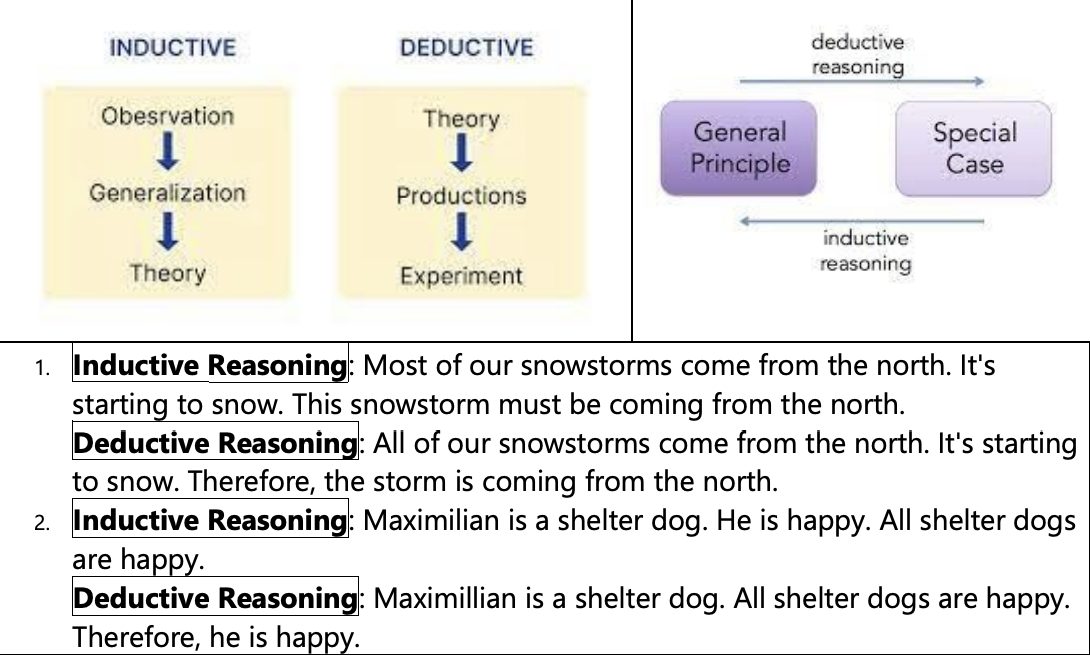 INDUCTIVE
Obesrvation
Generalization
Theory
DEDUCTIVE
Theory
Productions
Experiment
deductive
reasoning
General
Principle
Special
Case
inductive
reasoning
1. Inductive Reasoning: Most of our snowstorms come from the north. It's
starting to snow. This snowstorm must be coming from the north.
Deductive Reasoning: All of our snowstorms come from the north. It's starting
to snow. Therefore, the storm is coming from the north.
2. Inductive Reasoning: Maximilian is a shelter dog. He is happy. All shelter dogs
are happy.
Deductive Reasoning: Maximillian is a shelter dog. All shelter dogs are happy.
Therefore, he is happy.